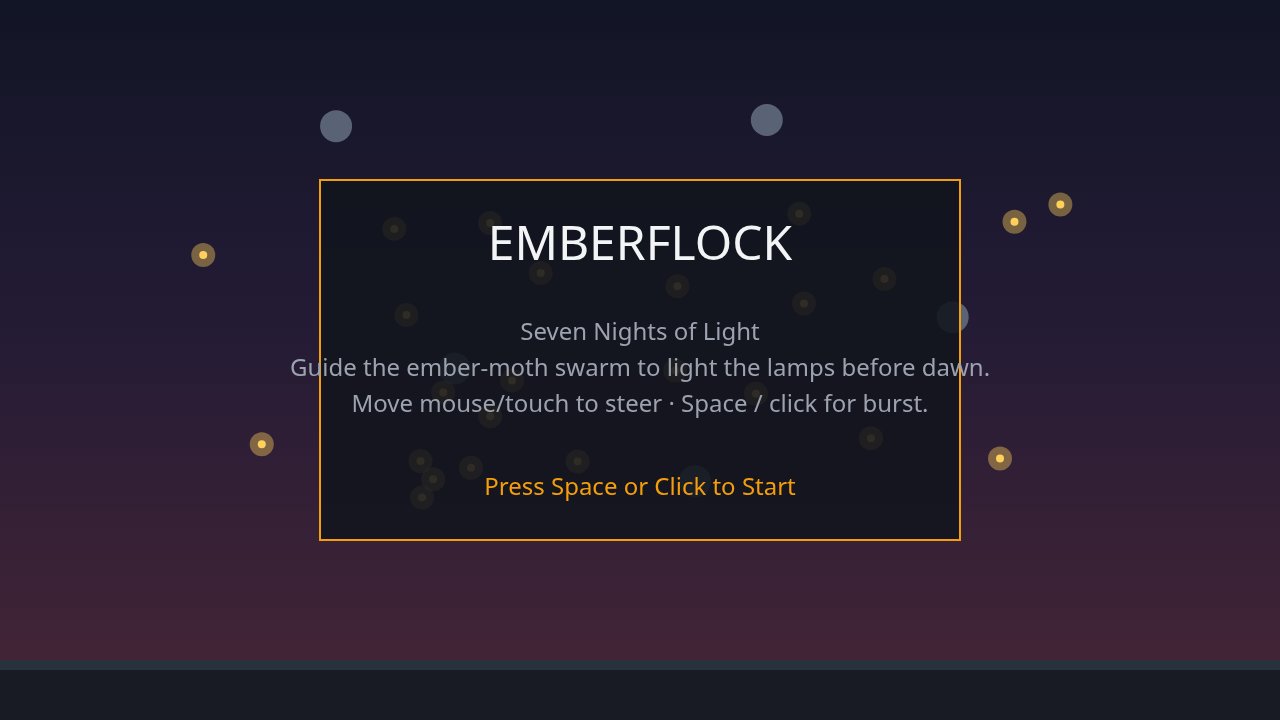 EMBERFLOCK
Seven Nights of Light
Guide the ember-moth swarm to light the lamps before dawn.
Move mouse/touch to steer · Space / click for burst.
Press Space or Click to Start